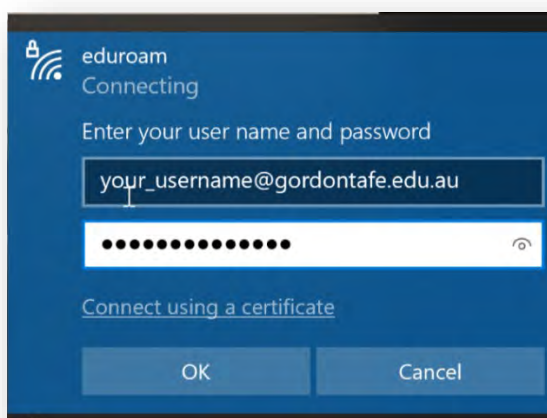 eduroam
Connecting
Enter your user name and password
your_username@gordontafe.edu.au
••••••••••••••
Connect using a certificate
OK Cancel